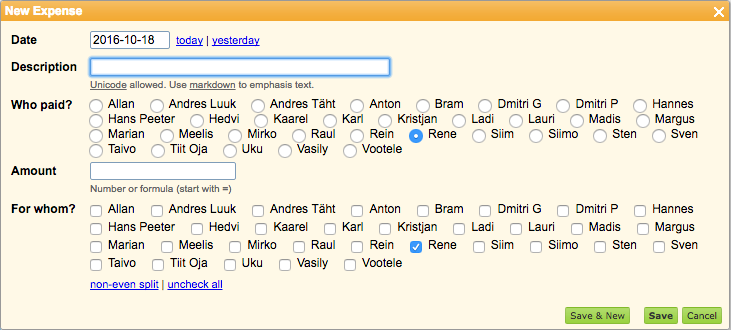 New Expense
Date 2016-10-18 today | yesterday
Description
Unicode allowed. Use markdown to emphasis text.
Who paid? Allan Andres Luuk Andres Täht Anton Bram Dmitri G Dmitri P Hannes
Hans Peeter Hedvi Kaarel Karl Kristjan Ladi Lauri Madis Margus
Marian Meelis Mirko Raul Rein Rene Siim Siimo Sten Sven
Taivo Tiit Oja Uku Vasily Vootele
Amount
Number or formula (start with =)
For whom? Allan Andres Luuk Andres Täht Anton Bram Dmitri G Dmitri P Hannes
Hans Peeter Hedvi Kaarel Karl Kristjan Ladi Lauri Madis Margus
Marian Meelis Mirko Raul Rein Rene Siim Siimo Sten Sven
Taivo Tiit Oja Uku Vasily Vootele
non-even split | uncheck all
Save & New Save Cancel